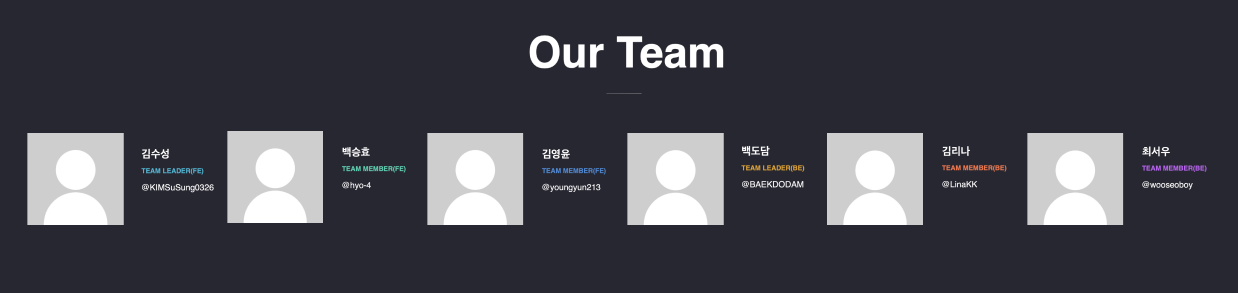 Our Team
김수성
TEAM LEADER(FE)
@KIMSuSung0326
백승효
TEAM MEMBER(FE)
@hyo-4
김영윤
TEAM MEMBER(FE)
@youngyun213
백도담
TEAM LEADER(BE)
@BAEKDODAM
김리나
TEAM MEMBER(BE)
@LinaKK
최서우
TEAM MEMBER(BE)
@wooseoboy